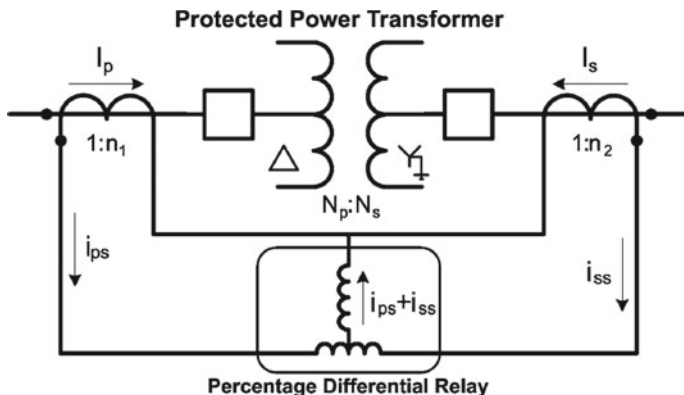 Protected Power Transformer
Ip
Is
1:n1
1:n2
Np:Ns
ips
ips+iss
iss
Percentage Differential Relay